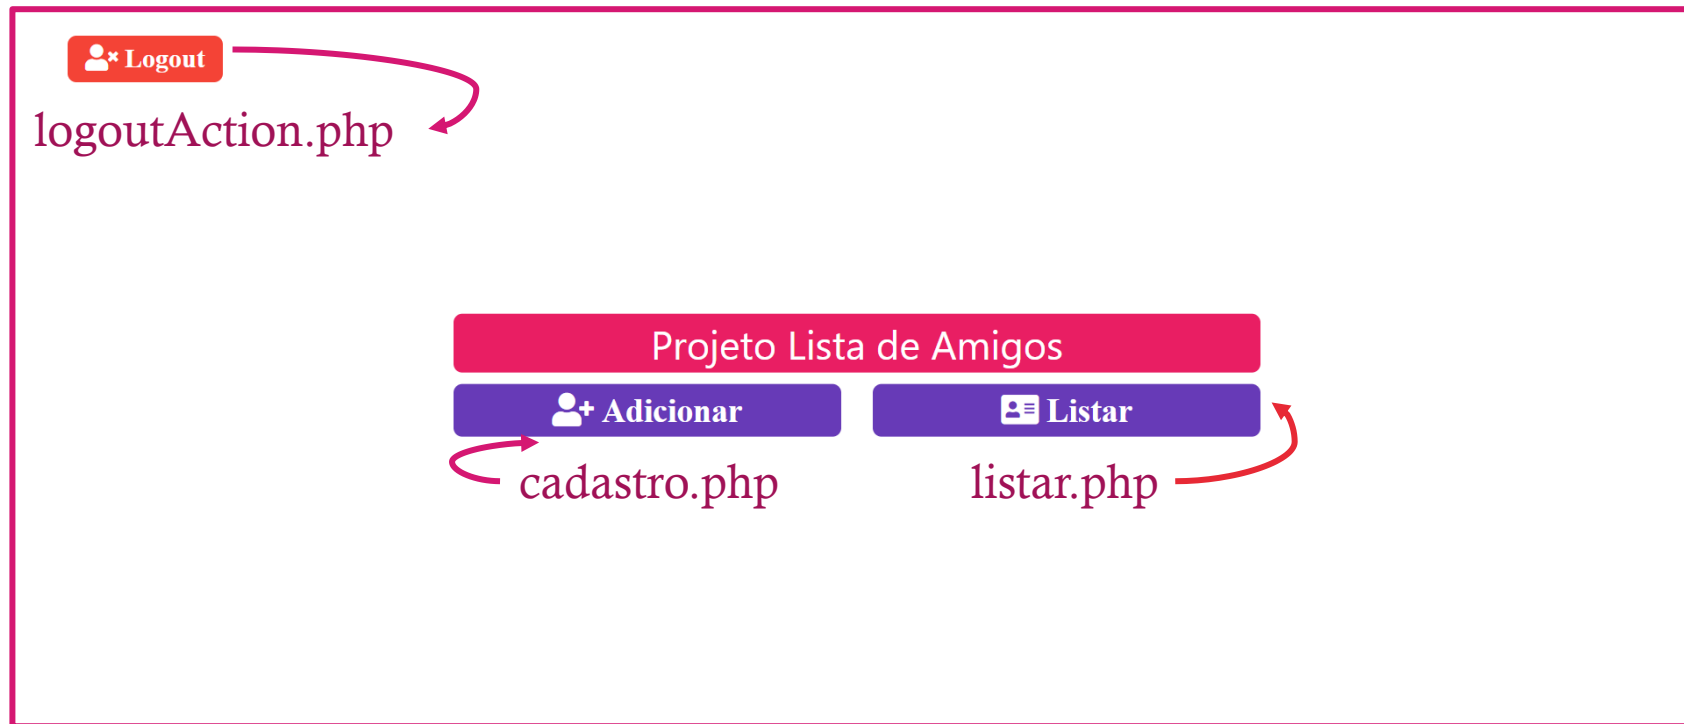 Logout
logoutAction.php
Projeto Lista de Amigos
Adicionar
Listar
cadastro.php
listar.php